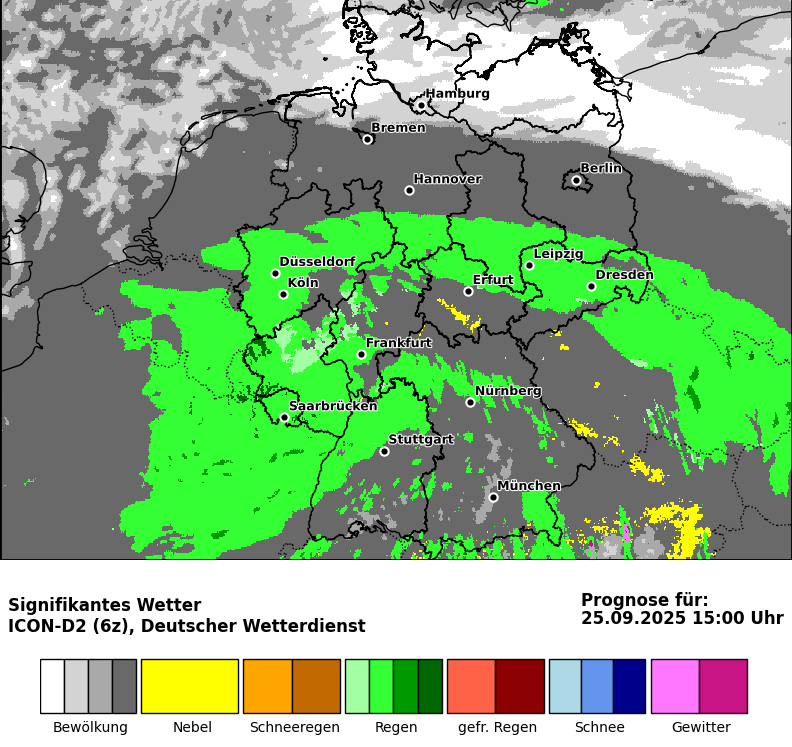 Hamburg
Bremen
Berlin
Hannover
Leipzig
Düsseldorf
Dresden
Erfurt
Köln
Frankfurt
Nürnberg
Saarbrücken
Stuttgart
München
Signifikantes Wetter
ICON-D2 (6z), Deutscher Wetterdienst
Prognose für:
25.09.2025 15:00 Uhr
Bewölkung Nebel Schneeregen Regen gefr. Regen Schnee Gewitter